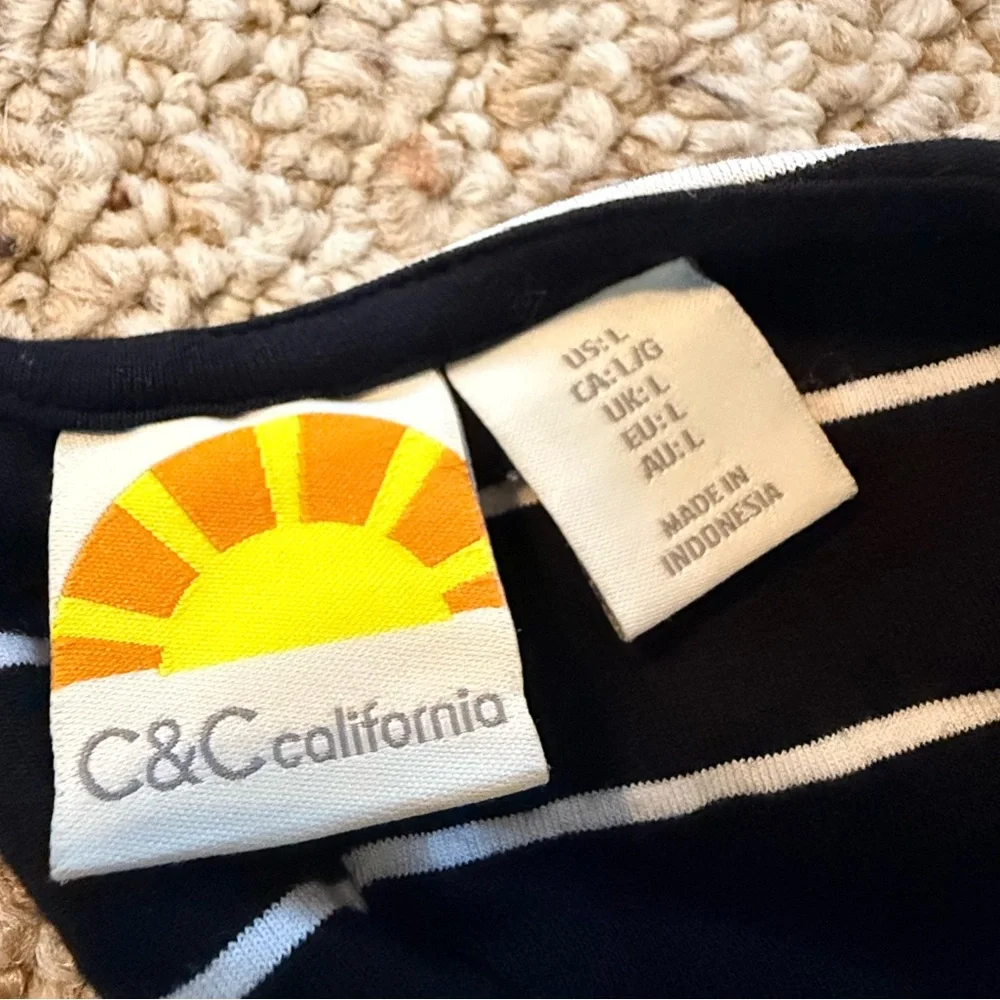 C&C california
US: L
CA: L/G
UK: L
EU: L
AU: L
MADE IN
INDONESIA